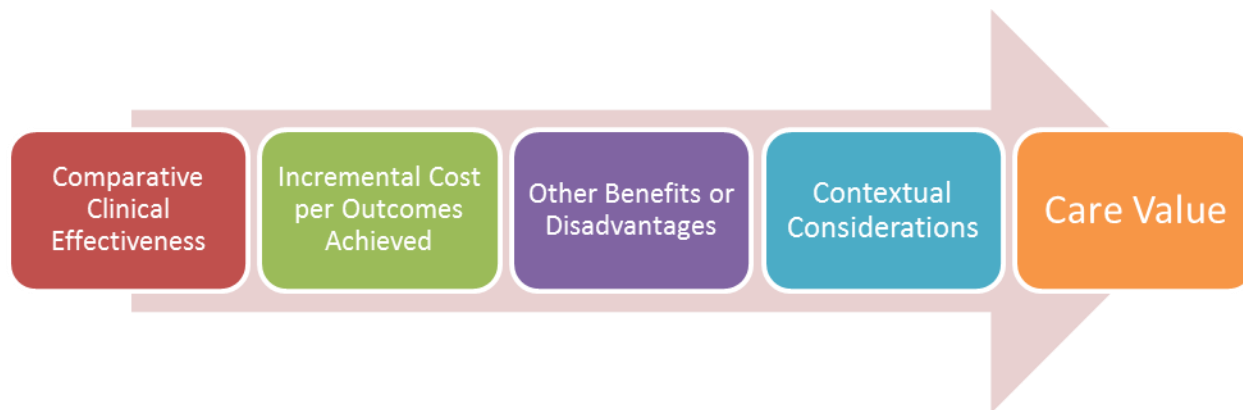 Comparative
Clinical
Effectiveness
Incremental Cost
per Outcomes
Achieved
Other Benefits or
Disadvantages
Contextual
Considerations
Care Value